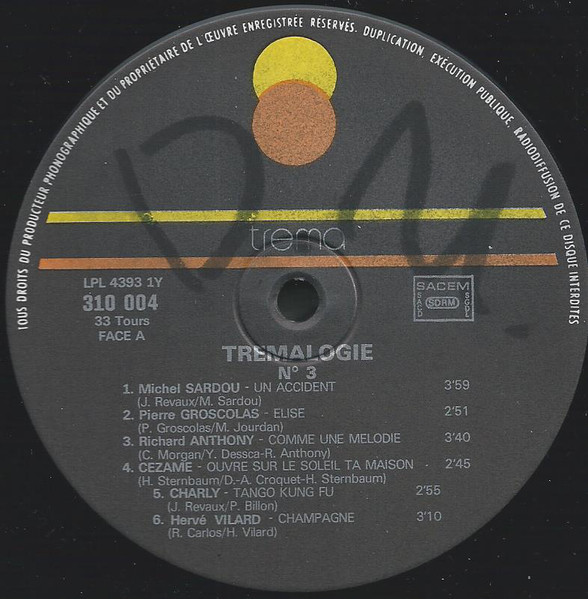 TOUS DROITS DU PRODUCTEUR PHONOGRAPHIQUE ET DU PROPRIÉTAIRE DE L'ŒUVRE ENREGISTRÉE RÉSERVÉS. DUPLICATION, EXECUTION PUBLIQUE, RADIODIFFUSION DE CE DISQUE INTERDITES
trema
LPL 4393 1Y
310 004
33 Tours
FACE A
SACEM
SACD SDRM SGDL
TREMALOGIE
N° 3
1. Michel SARDOU - UN ACCIDENT 3'59
(J. Revaux/M. Sardou)
2. Pierre GROSCOLAS - ELISE 2'51
(P. Groscolas/M. Jourdan)
3. Richard ANTHONY - COMME UNE MELODIE 3'40
(C. Morgan/Y. Dessca-R. Anthony)
4. CEZAME - OUVRE SUR LE SOLEIL TA MAISON · 2'45
(H. Sternbaum/D.-A. Croquet-H. Sternbaum)
5. CHARLY - TANGO KUNG FU 2'55
(J. Revaux/P. Billon)
6. Hervé VILARD - CHAMPAGNE 3'10
(R. Carlos/H. Vilard)